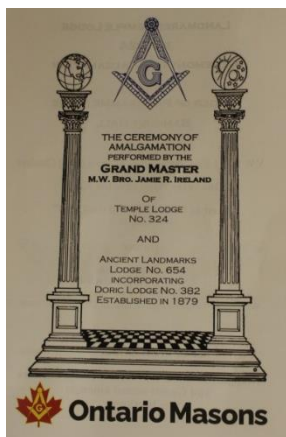 G
THE CEREMONY OF
AMALGAMATION
PERFORMED BY THE
GRAND MASTER
M.W. BRO. JAMIE R. IRELAND
OF
TEMPLE LODGE
NO. 324
AND
ANCIENT LANDMARKS
LODGE NO. 654
INCORPORATING
DORIC LODGE NO. 382
ESTABLISHED IN 1879
G
Ontario Masons